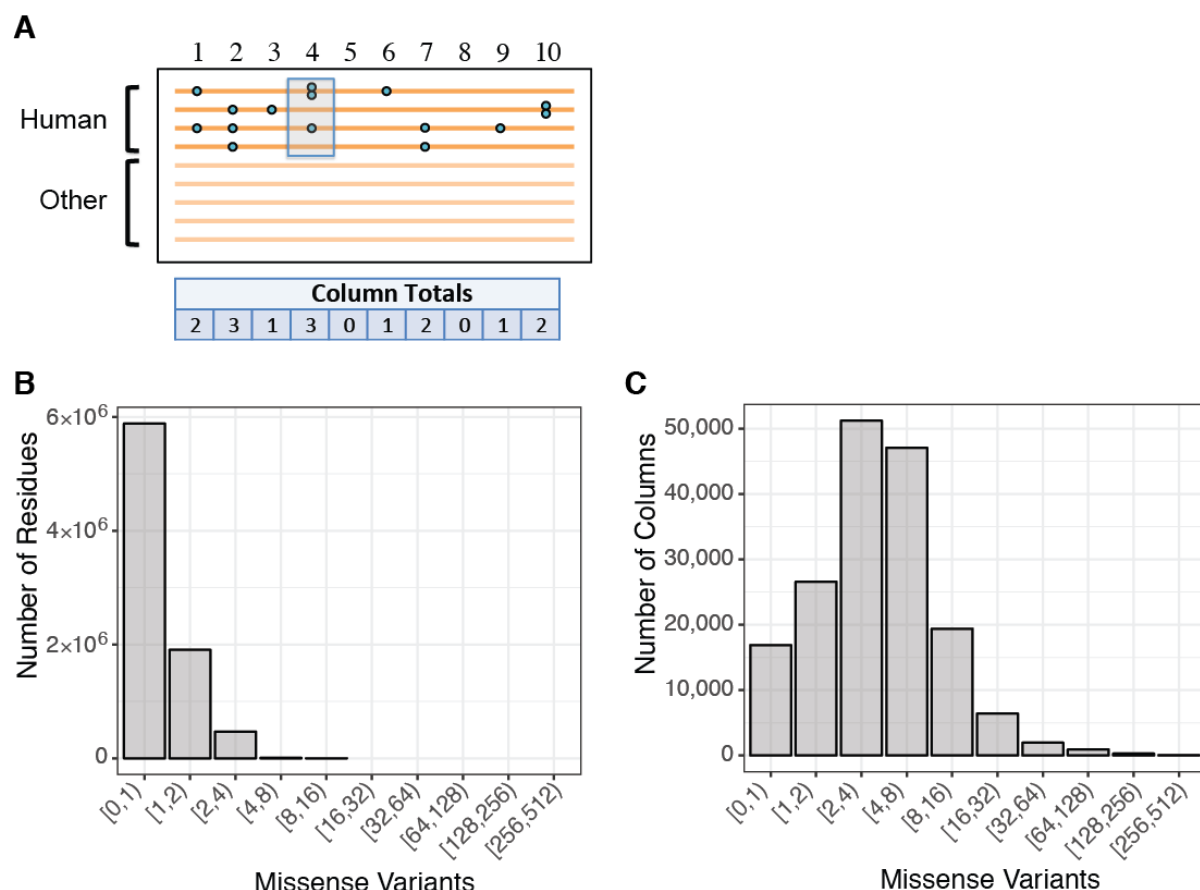 A
1 2 3 4 5 6 7 8 9 10
Human
Other
Column Totals
2 3 1 3 0 1 2 0 1 2
B
Number of Residues
6×10⁶
4×10⁶
2×10⁶
0
[0,1) [1,2) [2,4) [4,8) [8,16) [16,32) [32,64) [64,128) [128,256) [256,512)
Missense Variants
C
Number of Columns
50,000
40,000
30,000
20,000
10,000
0
[0,1) [1,2) [2,4) [4,8) [8,16) [16,32) [32,64) [64,128) [128,256) [256,512)
Missense Variants